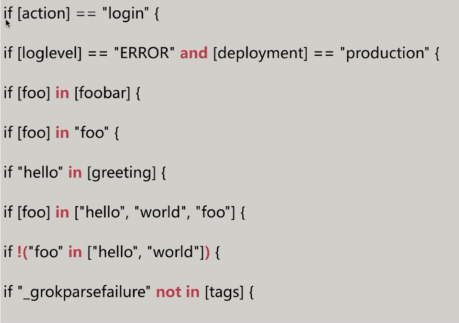 if [action] == "login" {
if [loglevel] == "ERROR" and [deployment] == "production" {
if [foo] in [foobar] {
if [foo] in "foo" {
if "hello" in [greeting] {
if [foo] in ["hello", "world", "foo"] {
if !("foo" in ["hello", "world"]) {
if "_grokparsefailure" not in [tags] {